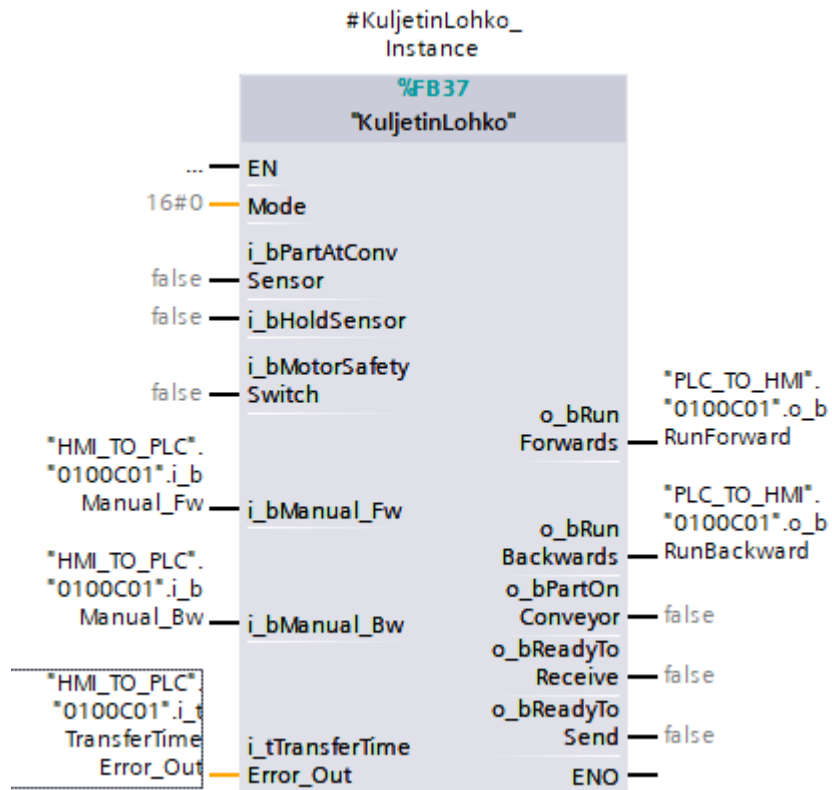 #KuljetinLohko_
Instance
%FB37
"KuljetinLohko"
... EN
16#0 Mode
i_bPartAtConv
false Sensor
false i_bHoldSensor
i_bMotorSafety
false Switch
"HMI_TO_PLC".
"0100C01".i_b
Manual_Fw i_bManual_Fw
"HMI_TO_PLC".
"0100C01".i_b
Manual_Bw i_bManual_Bw
"HMI_TO_PLC".
"0100C01".i_t
TransferTime
Error_Out
i_tTransferTime
Error_Out
o_bRun
Forwards
"PLC_TO_HMI".
"0100C01".o_b
RunForward
o_bRun
Backwards
"PLC_TO_HMI".
"0100C01".o_b
RunBackward
o_bPartOn
Conveyor false
o_bReadyTo
Receive false
o_bReadyTo
Send false
ENO